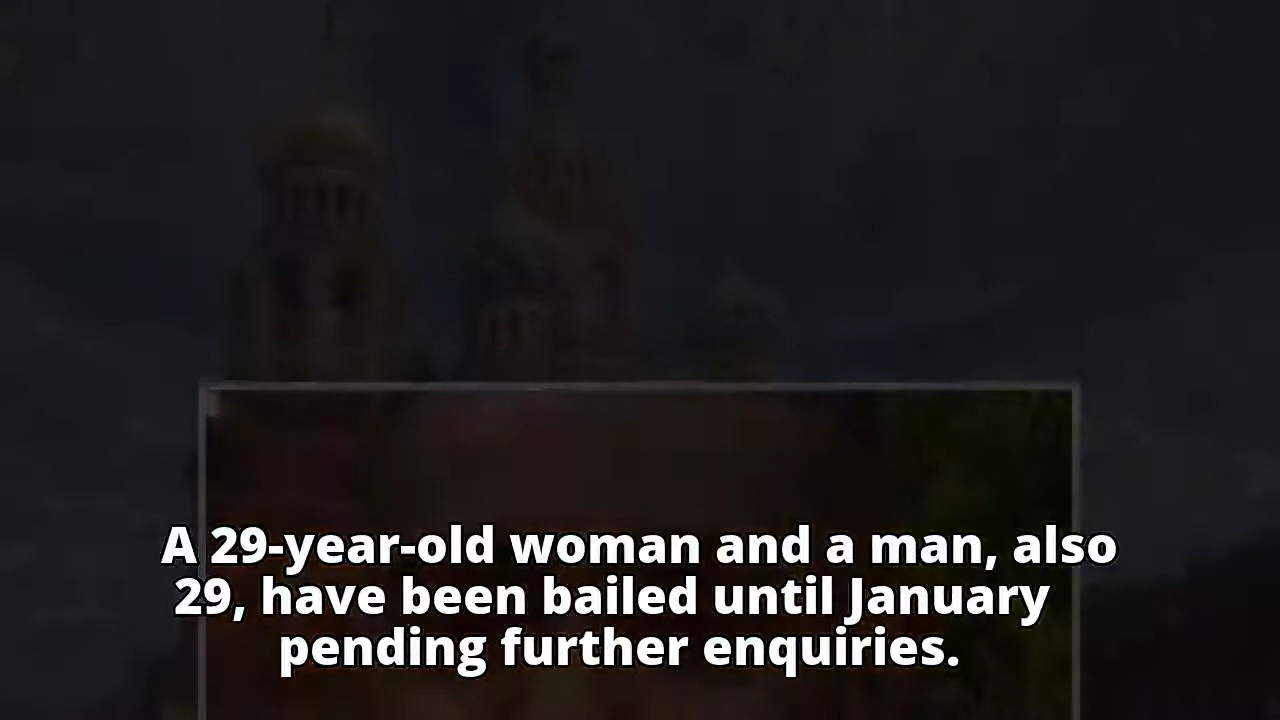 A 29-year-old woman and a man, also
29, have been bailed until January
pending further enquiries.